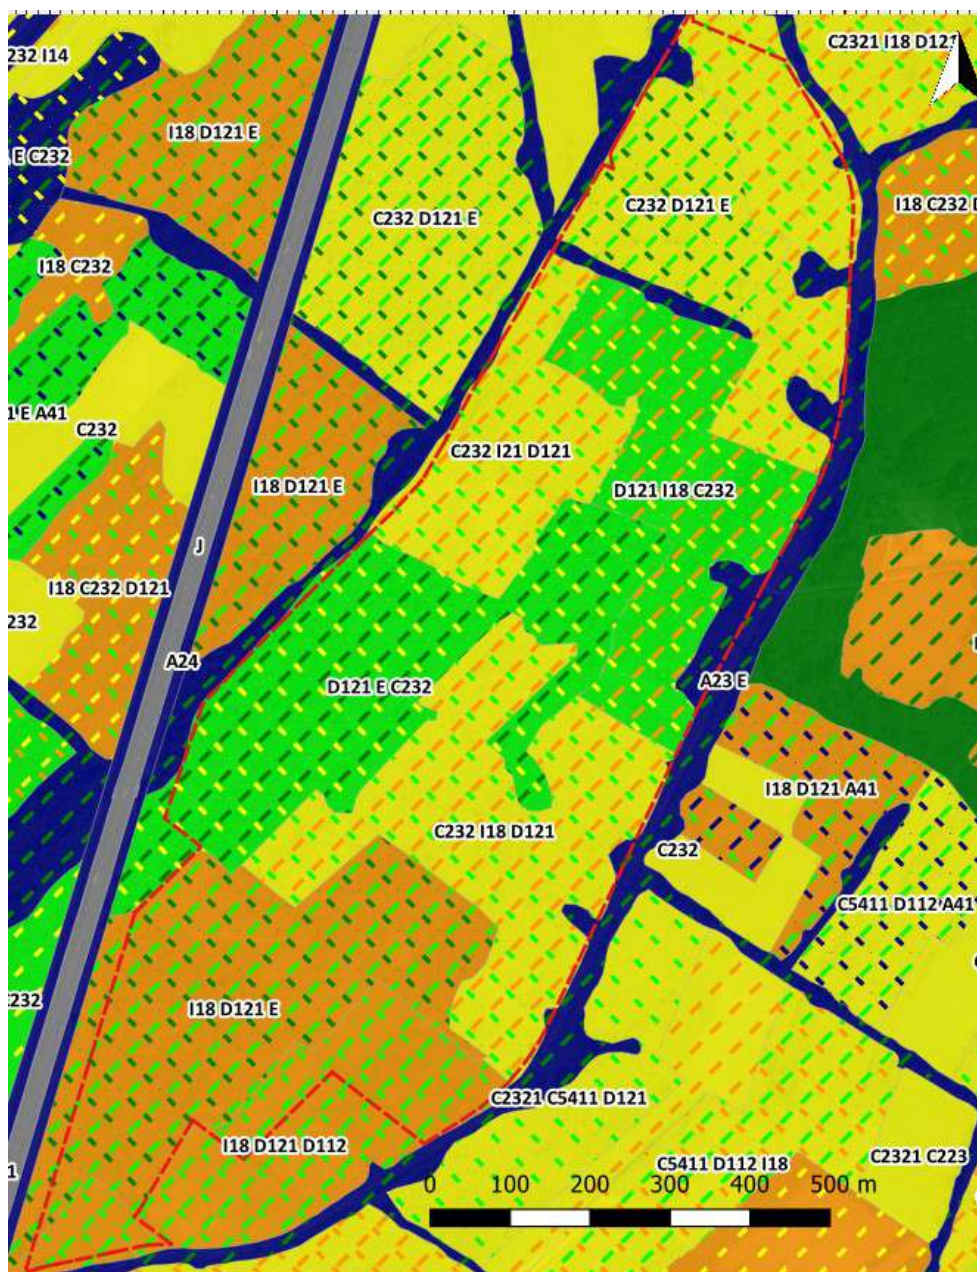 C2321 I18 D121
232 I14
I18 D121 E
E C232
I18 C232
C232 D121 E
C232 D121 E
I18 C232
1 E A41
C232
C232 I21 D121
I18 D121 E
D121 I18 C232
J
I18 C232 D121
232
A24
D121 E C232
A23 E
I18 D121 A41
C232 I18 D121
C232
C5411 D112 A41
232
I18 D121 E
C2321 C5411 D121
I18 D121 D112
C5411 D112 I18
C2321 C223
1
0 100 200 300 400 500 m